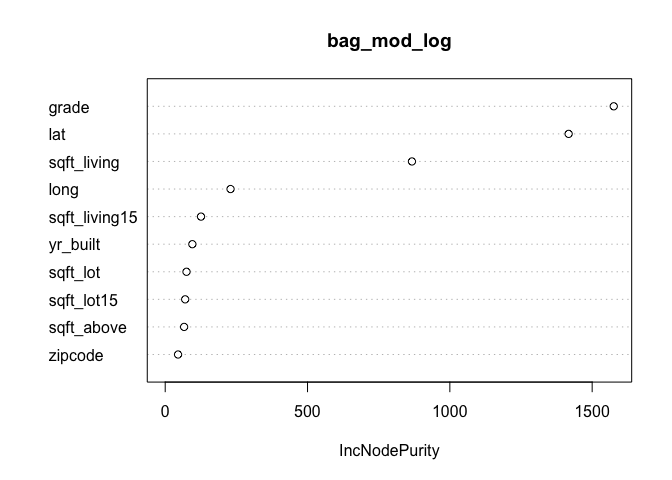 bag_mod_log
grade
lat
sqft_living
long
sqft_living15
yr_built
sqft_lot
sqft_lot15
sqft_above
zipcode
0 500 1000 1500
IncNodePurity